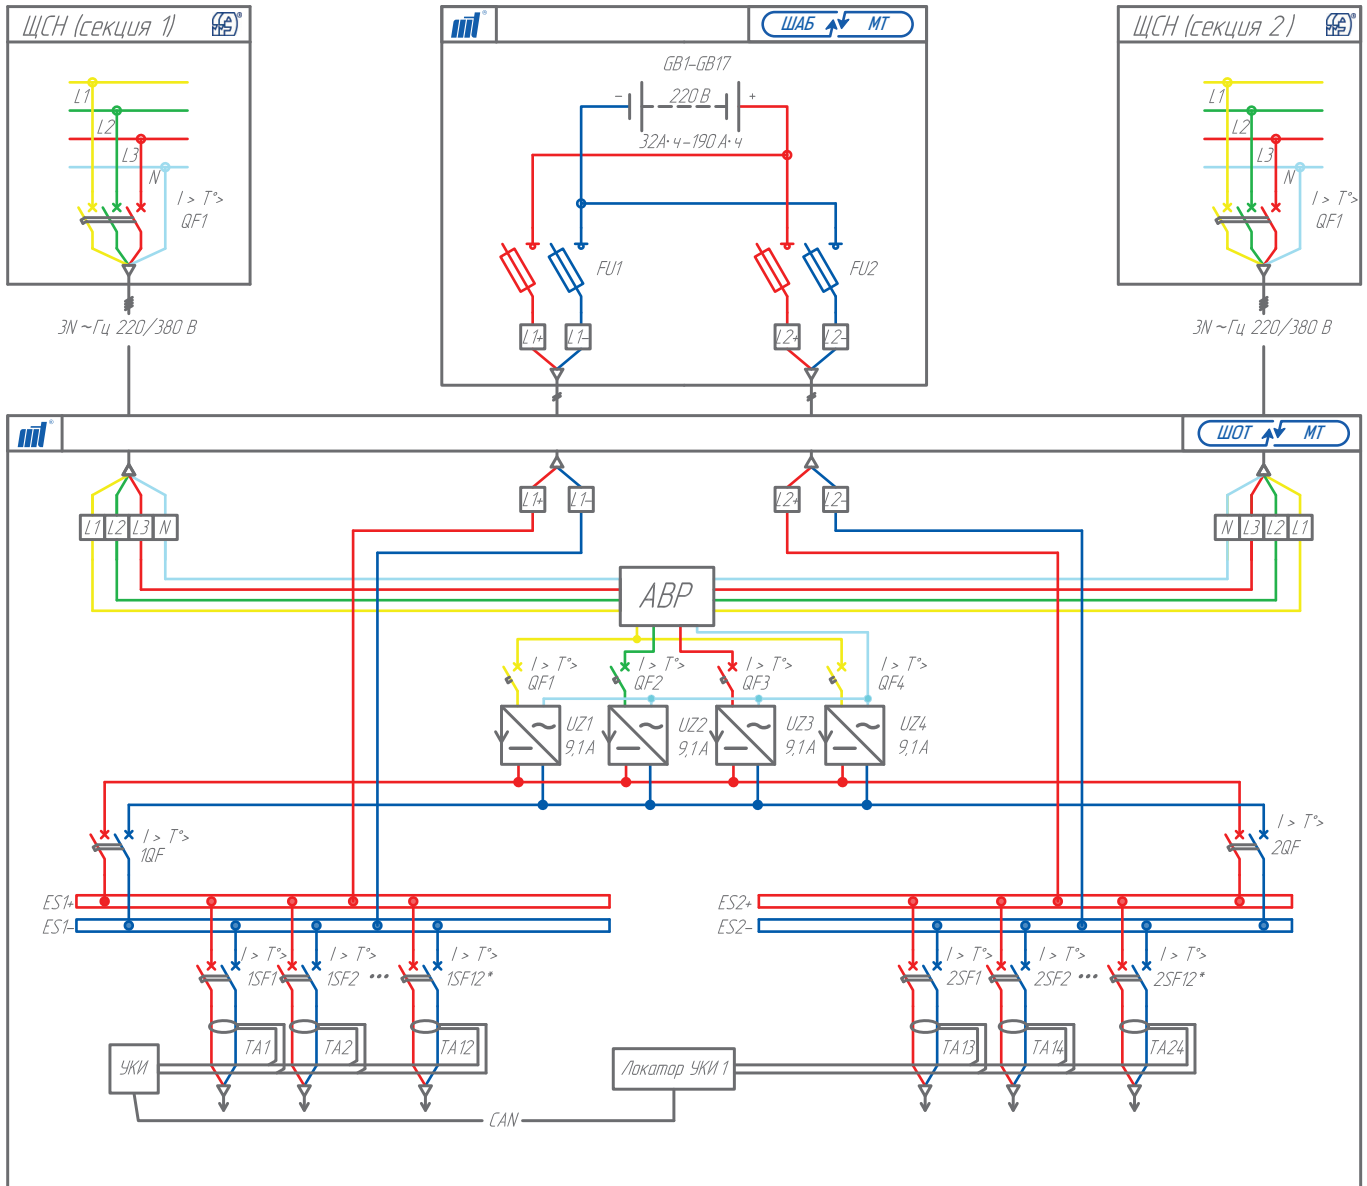 ЩСН (секция 1)
L1
L2
L3
N
I > T°>
QF1
3N ~Гц 220/380 В
ШАБ МТ
GB1-GB17
- 220 В +
32А·ч-190 А·ч
FU1
FU2
L1+ L1-
L2+ L2-
ЩСН (секция 2)
L1
L2
L3
N
I > T°>
QF1
3N ~Гц 220/380 В
ШОТ МТ
L1 L2 L3 N
L1+ L1-
L2+ L2-
N L3 L2 L1
АВР
I > T°>
QF1
I > T°>
QF2
I > T°>
QF3
I > T°>
QF4
UZ1
9,1А
UZ2
9,1А
UZ3
9,1А
UZ4
9,1А
I > T°>
1QF
I > T°>
2QF
ES1+
ES1-
ES2+
ES2-
I > T°>
1SF1
I > T°>
1SF2
...
I > T°>
1SF12*
I > T°>
2SF1
I > T°>
2SF2
...
I > T°>
2SF12*
TA1
TA2
TA12
TA13
TA14
TA24
УКИ
Локатор УКИ 1
CAN